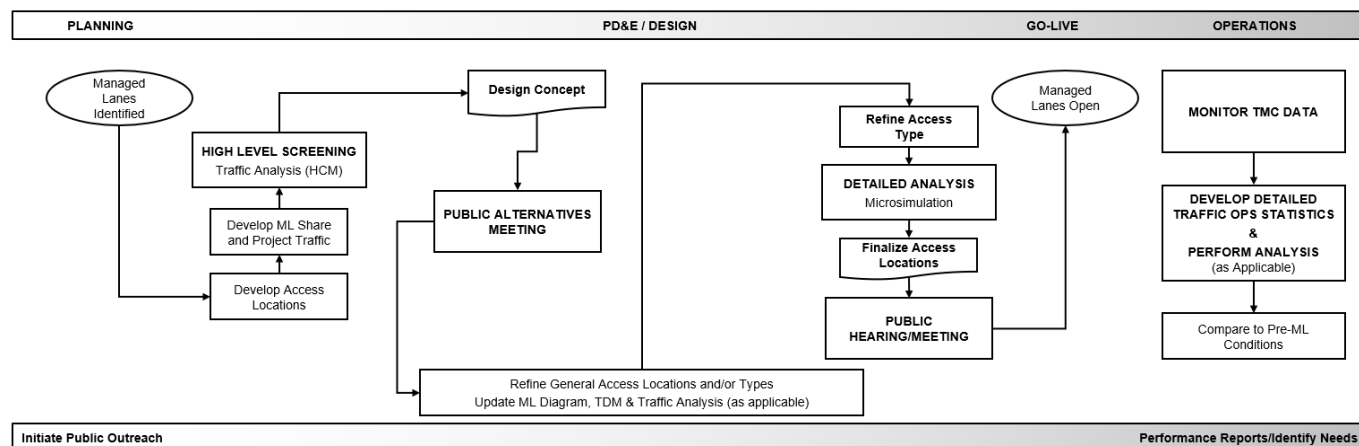 PLANNING
PD&E / DESIGN
GO-LIVE
OPERATIONS
Managed
Lanes
Identified
Develop Access
Locations
Develop ML Share
and Project Traffic
HIGH LEVEL SCREENING
Traffic Analysis (HCM)
Design Concept
PUBLIC ALTERNATIVES
MEETING
Refine General Access Locations and/or Types
Update ML Diagram, TDM & Traffic Analysis (as applicable)
Refine Access
Type
DETAILED ANALYSIS
Microsimulation
Finalize Access
Locations
PUBLIC
HEARING/MEETING
Managed
Lanes Open
MONITOR TMC DATA
DEVELOP DETAILED
TRAFFIC OPS STATISTICS
&
PERFORM ANALYSIS
(as Applicable)
Compare to Pre-ML
Conditions
Initiate Public Outreach
Performance Reports/Identify Needs